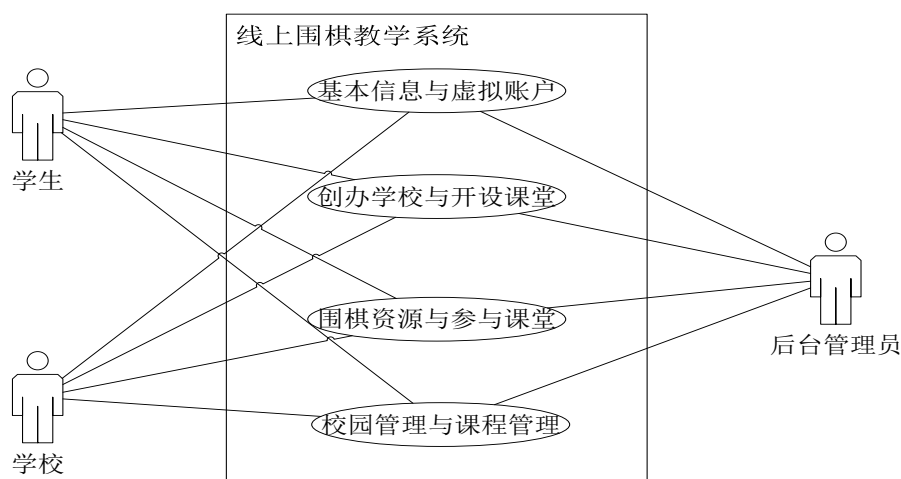 线上围棋教学系统
基本信息与虚拟账户
学生
创办学校与开设课堂
围棋资源与参与课堂
后台管理员
校园管理与课程管理
学校